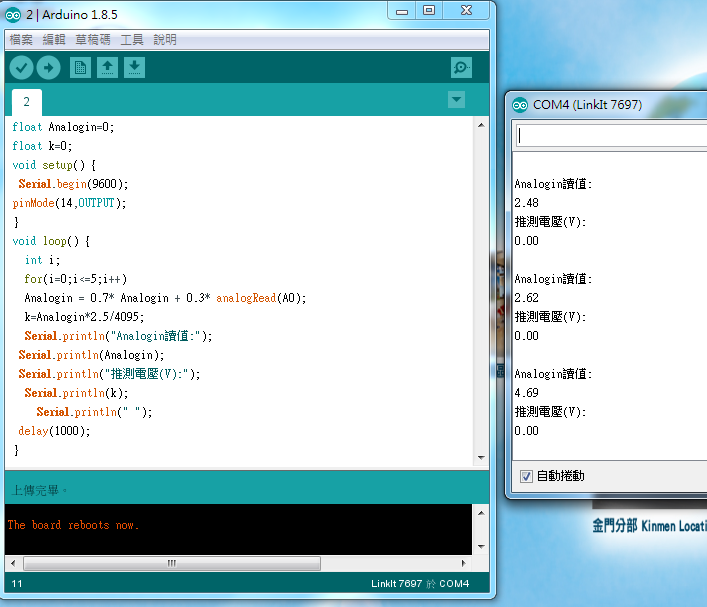 2 | Arduino 1.8.5
檔案 編輯 草稿碼 工具 說明
2
float Analogin=0;
float k=0;
void setup() {
Serial.begin(9600);
pinMode(14,OUTPUT);
}
void loop() {
int i;
for(i=0;i<=5;i++)
Analogin = 0.7* Analogin + 0.3* analogRead(A0);
k=Analogin*2.5/4095;
Serial.println("Analogin讀值:");
Serial.println(Analogin);
Serial.println("推測電壓(V):");
Serial.println(k);
Serial.println(" ");
delay(1000);
}
上傳完畢。
The board reboots now.
11
LinkIt 7697 於 COM4
COM4 (LinkIt 7697)
Analogin讀值:
2.48
推測電壓(V):
0.00
Analogin讀值:
2.62
推測電壓(V):
0.00
Analogin讀值:
4.69
推測電壓(V):
0.00
自動捲動
金門分部 Kinmen Locati